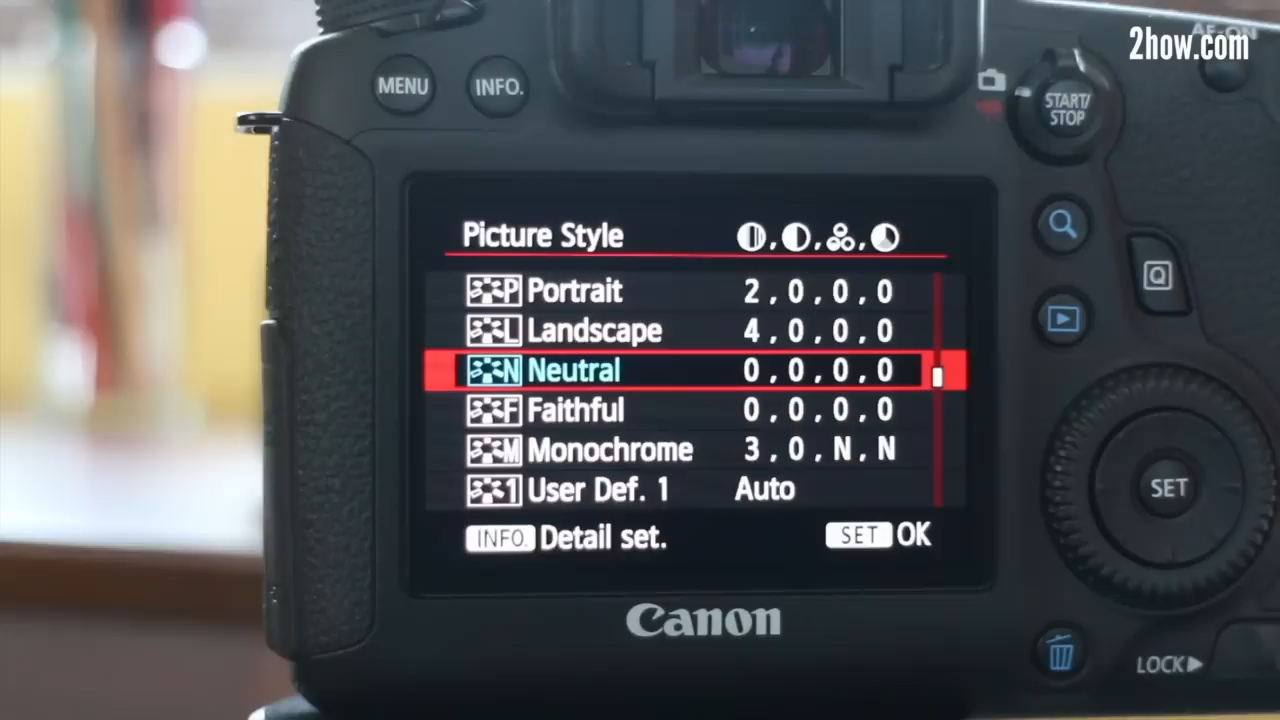 2how.com
AF-ON
MENU
INFO.
START/
STOP
Picture Style
P Portrait 2 , 0 , 0 , 0
L Landscape 4 , 0 , 0 , 0
N Neutral 0 , 0 , 0 , 0
F Faithful 0 , 0 , 0 , 0
M Monochrome 3 , 0 , N , N
1 User Def. 1 Auto
INFO. Detail set. SET OK
Q
SET
Canon
LOCK▶